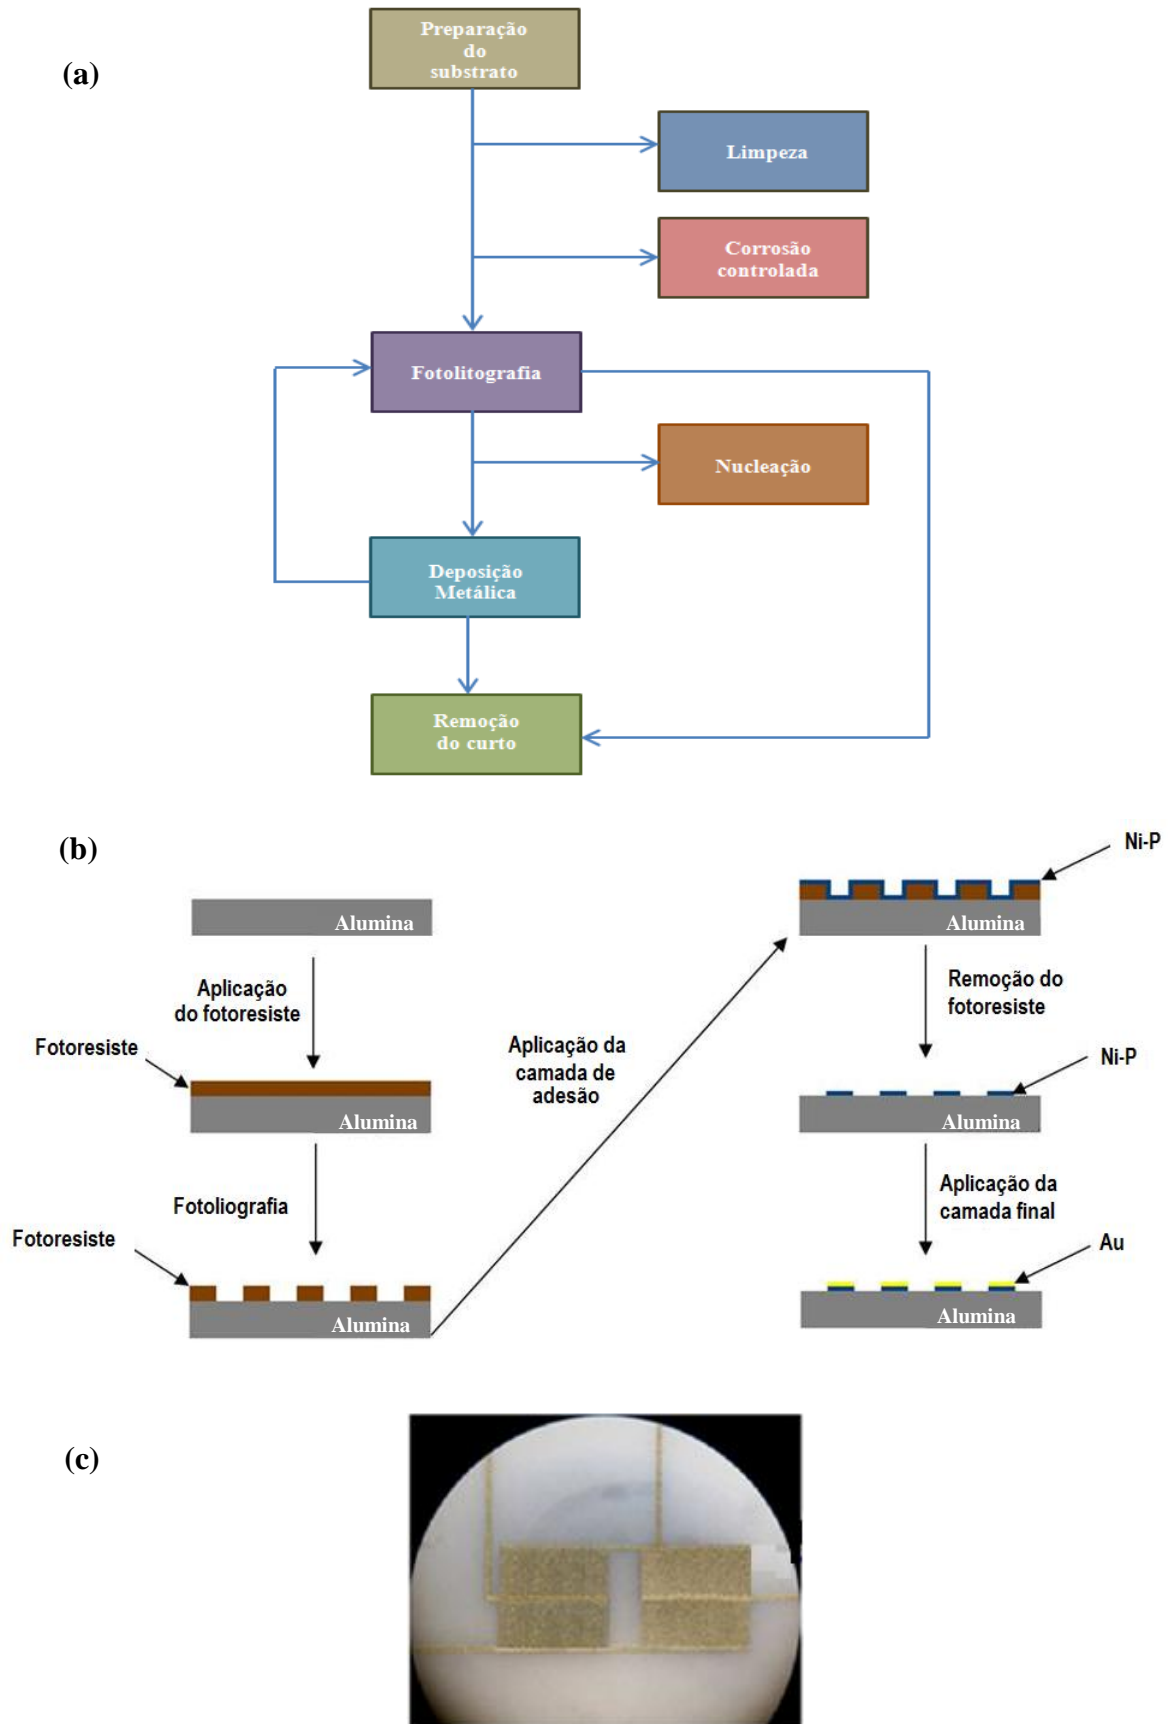 (a)
Preparação
do
substrato
Limpeza
Corrosão
controlada
Fotolitografia
Nucleação
Deposição
Metálica
Remoção
do curto
(b)
Alumina
Aplicação
do fotoresiste
Fotoresiste
Alumina
Fotoliografia
Fotoresiste
Alumina
Aplicação da
camada de
adesão
Ni-P
Alumina
Remoção do
fotoresiste
Ni-P
Alumina
Aplicação da
camada final
Au
Alumina
(c)